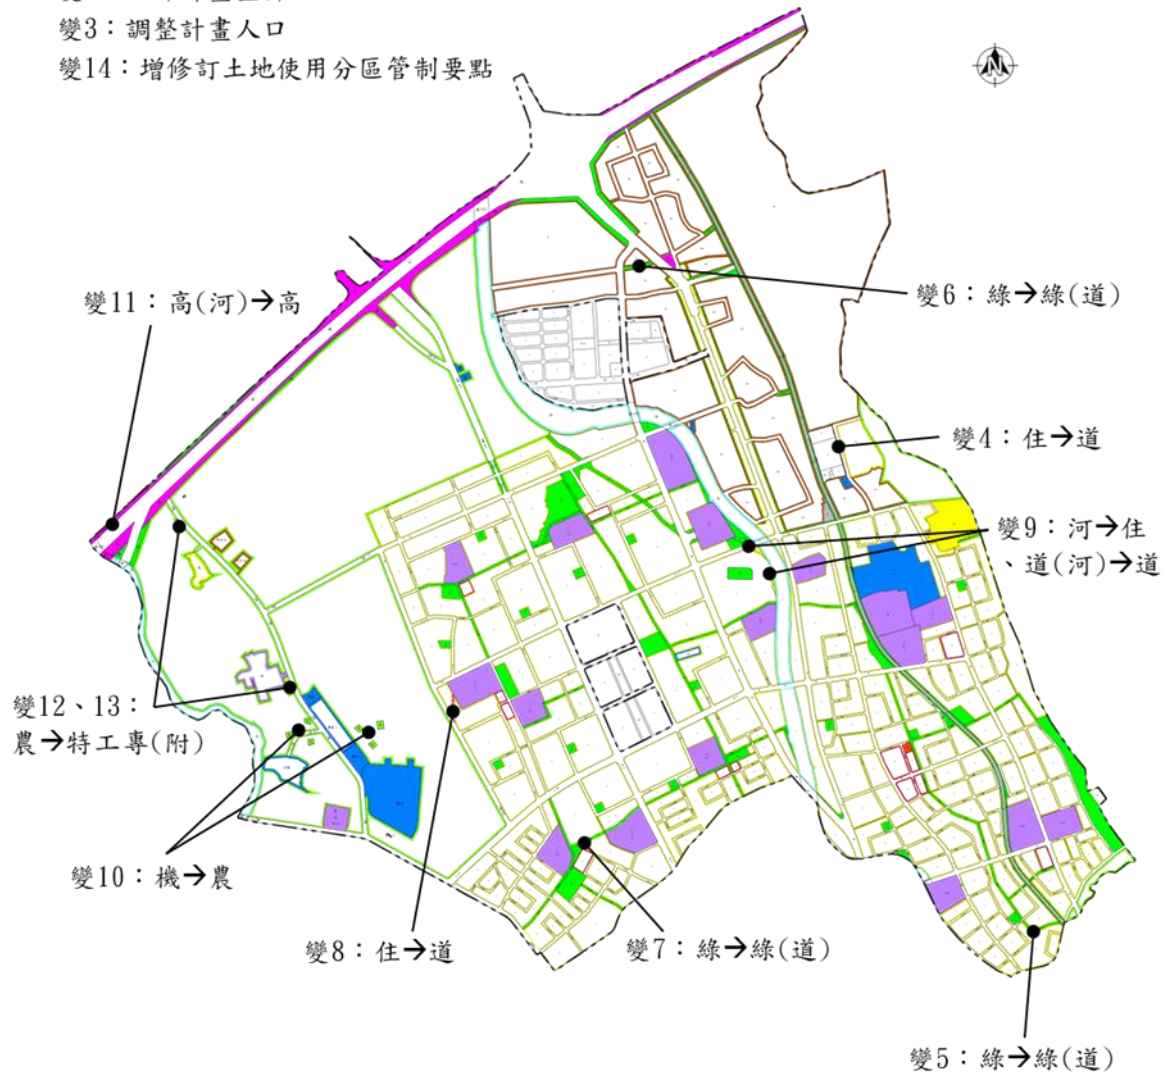 變3：調整計畫人口
變14：增修訂土地使用分區管制要點
N
變11：高(河)→高
變6：綠→綠(道)
變4：住→道
變9：河→住
、道(河)→道
變12、13：
農→特工專(附)
變10：機→農
變8：住→道
變7：綠→綠(道)
變5：綠→綠(道)